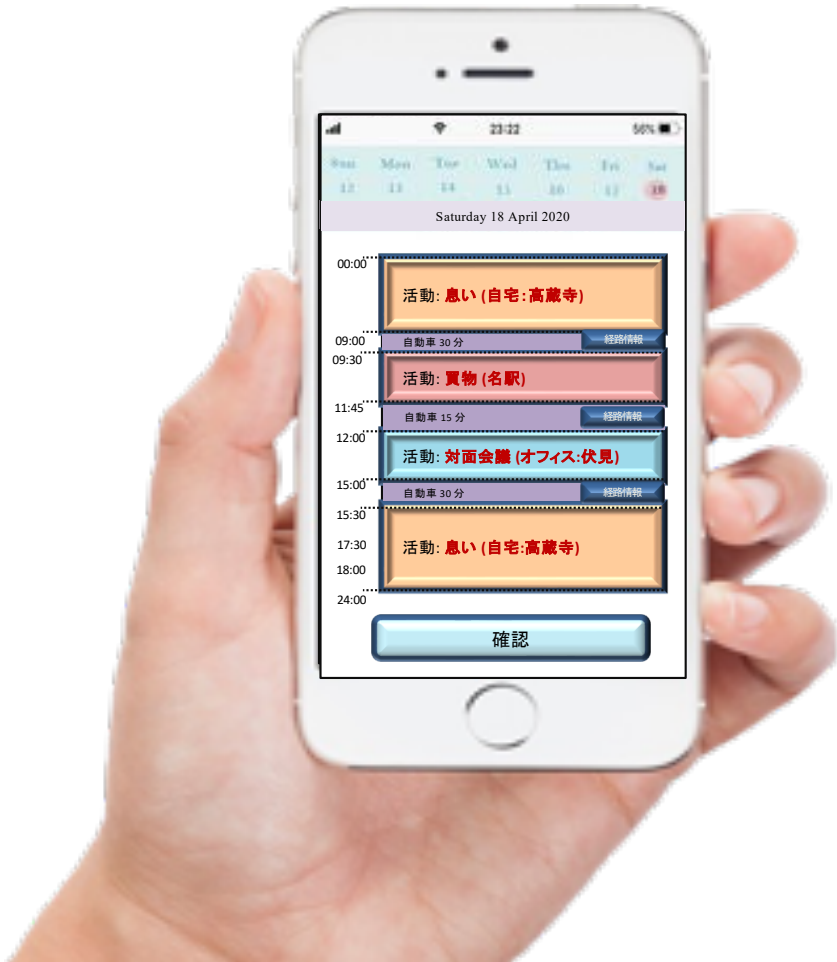 23:22
56%
Sun Mon Tue Wed Thu Fri Sat
12 13 14 15 16 17 18
Saturday 18 April 2020
00:00
活動: 息い (自宅:高蔵寺)
09:00 自動車 30 分 経路情報
09:30
活動: 買物 (名駅)
11:45 自動車 15 分 経路情報
12:00
活動: 対面会議 (オフィス:伏見)
15:00 自動車 30 分 経路情報
15:30
17:30 活動: 息い (自宅:高蔵寺)
18:00
24:00
確認